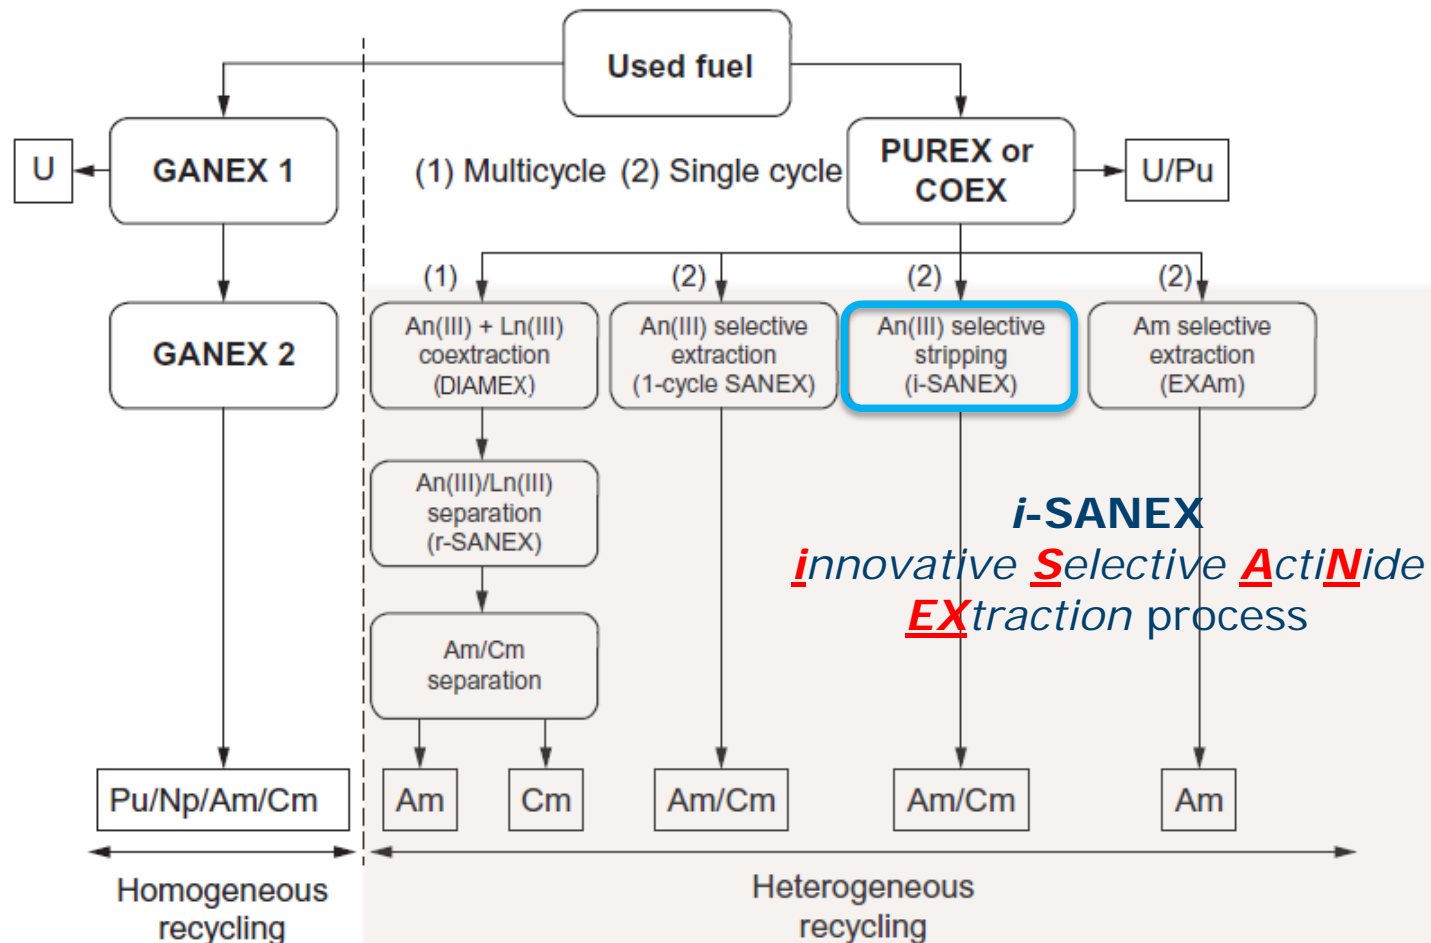 Used fuel
U
GANEX 1
(1) Multicycle (2) Single cycle
PUREX or
COEX
U/Pu
(1)
(2)
(2)
(2)
GANEX 2
An(III) + Ln(III)
coextraction
(DIAMEX)
An(III) selective
extraction
(1-cycle SANEX)
An(III) selective
stripping
(i-SANEX)
Am selective
extraction
(EXAm)
An(III)/Ln(III)
separation
(r-SANEX)
i-SANEX
innovative Selective ActiNide
EXtraction process
Am/Cm
separation
Pu/Np/Am/Cm
Am
Cm
Am/Cm
Am/Cm
Am
Homogeneous
recycling
Heterogeneous
recycling